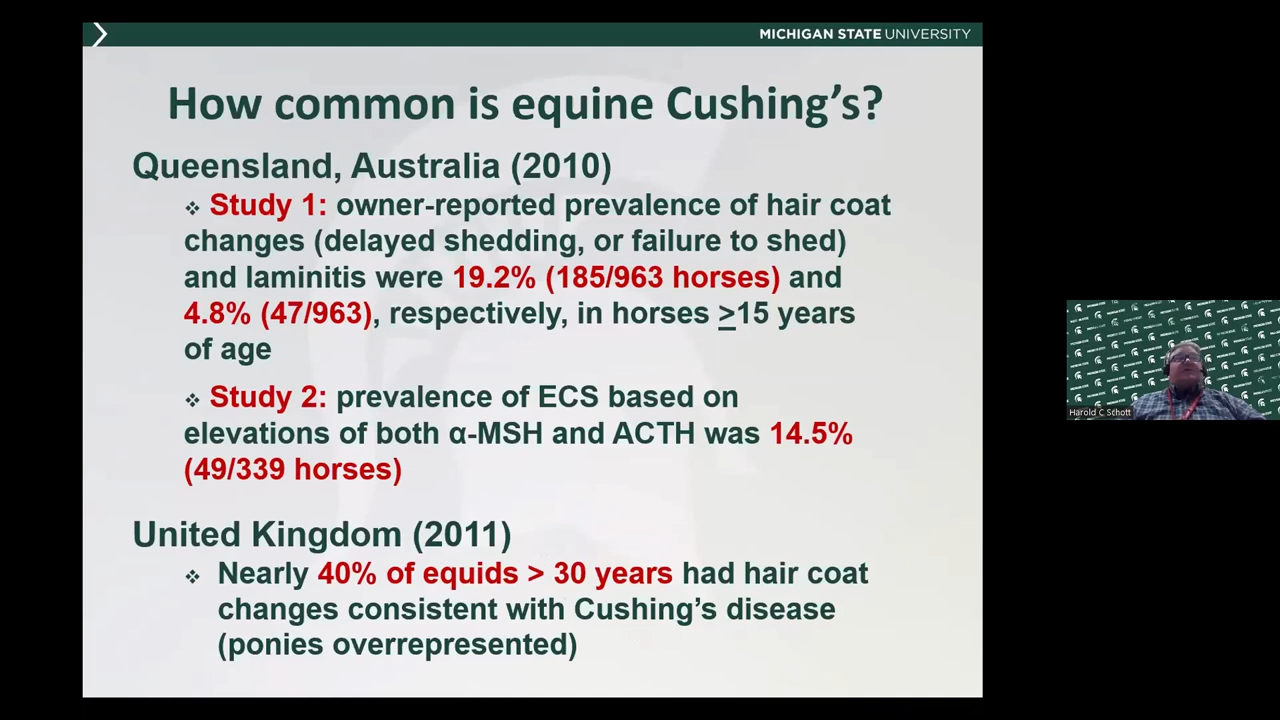 MICHIGAN STATE UNIVERSITY
How common is equine Cushing's?
Queensland, Australia (2010)
❖ Study 1: owner-reported prevalence of hair coat
changes (delayed shedding, or failure to shed)
and laminitis were 19.2% (185/963 horses) and
4.8% (47/963), respectively, in horses >15 years
of age
❖ Study 2: prevalence of ECS based on
elevations of both α-MSH and ACTH was 14.5%
(49/339 horses)
United Kingdom (2011)
❖ Nearly 40% of equids > 30 years had hair coat
changes consistent with Cushing's disease
(ponies overrepresented)
Harold C Schott